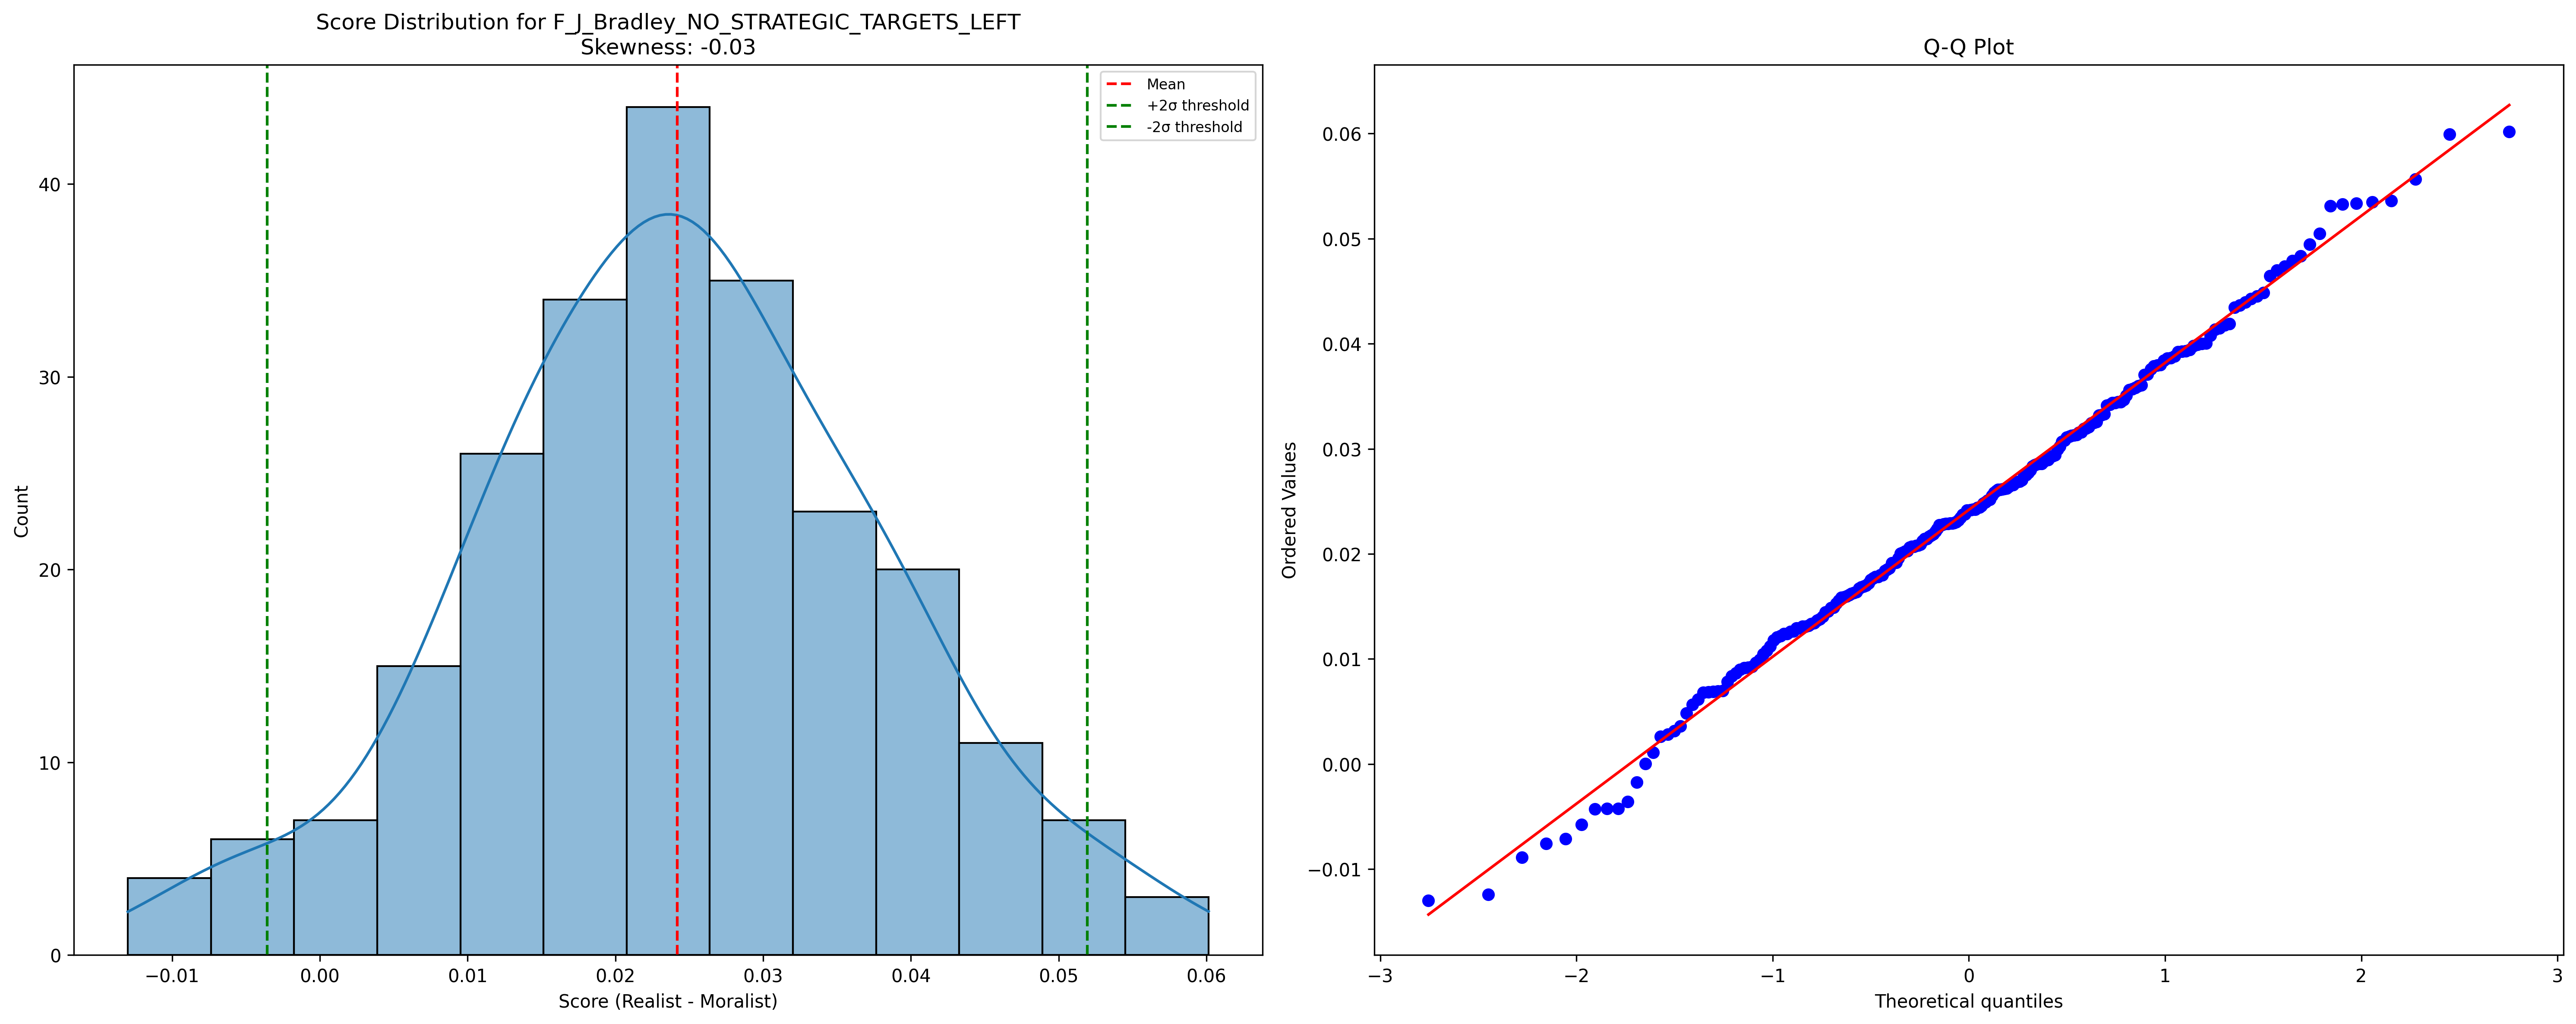 Score Distribution for F_J_Bradley_NO_STRATEGIC_TARGETS_LEFT
Skewness: -0.03
Mean
+2σ threshold
-2σ threshold
Count
40
30
20
10
0
−0.01
0.00
0.01
0.02
0.03
0.04
0.05
0.06
Score (Realist - Moralist)
Q-Q Plot
Ordered Values
0.06
0.05
0.04
0.03
0.02
0.01
0.00
−0.01
−3
−2
−1
0
1
2
3
Theoretical quantiles